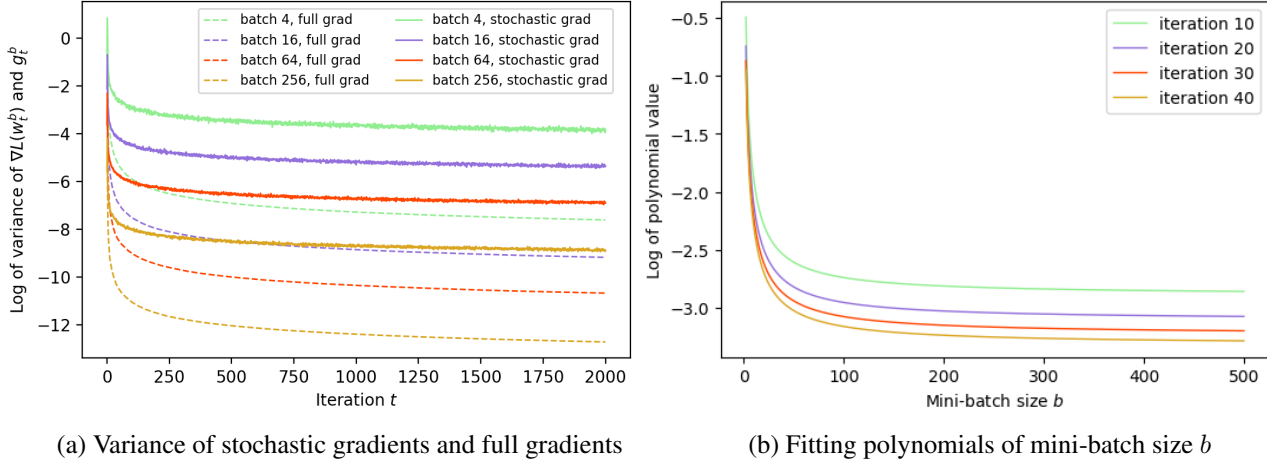 Log of variance of ∇L(w_t^b) and g_t^b
0
−2
−4
−6
−8
−10
−12
batch 4, full grad
batch 16, full grad
batch 64, full grad
batch 256, full grad
batch 4, stochastic grad
batch 16, stochastic grad
batch 64, stochastic grad
batch 256, stochastic grad
0 250 500 750 1000 1250 1500 1750 2000
Iteration t
(a) Variance of stochastic gradients and full gradients
Log of polynomial value
−0.5
−1.0
−1.5
−2.0
−2.5
−3.0
iteration 10
iteration 20
iteration 30
iteration 40
0 100 200 300 400 500
Mini-batch size b
(b) Fitting polynomials of mini-batch size b